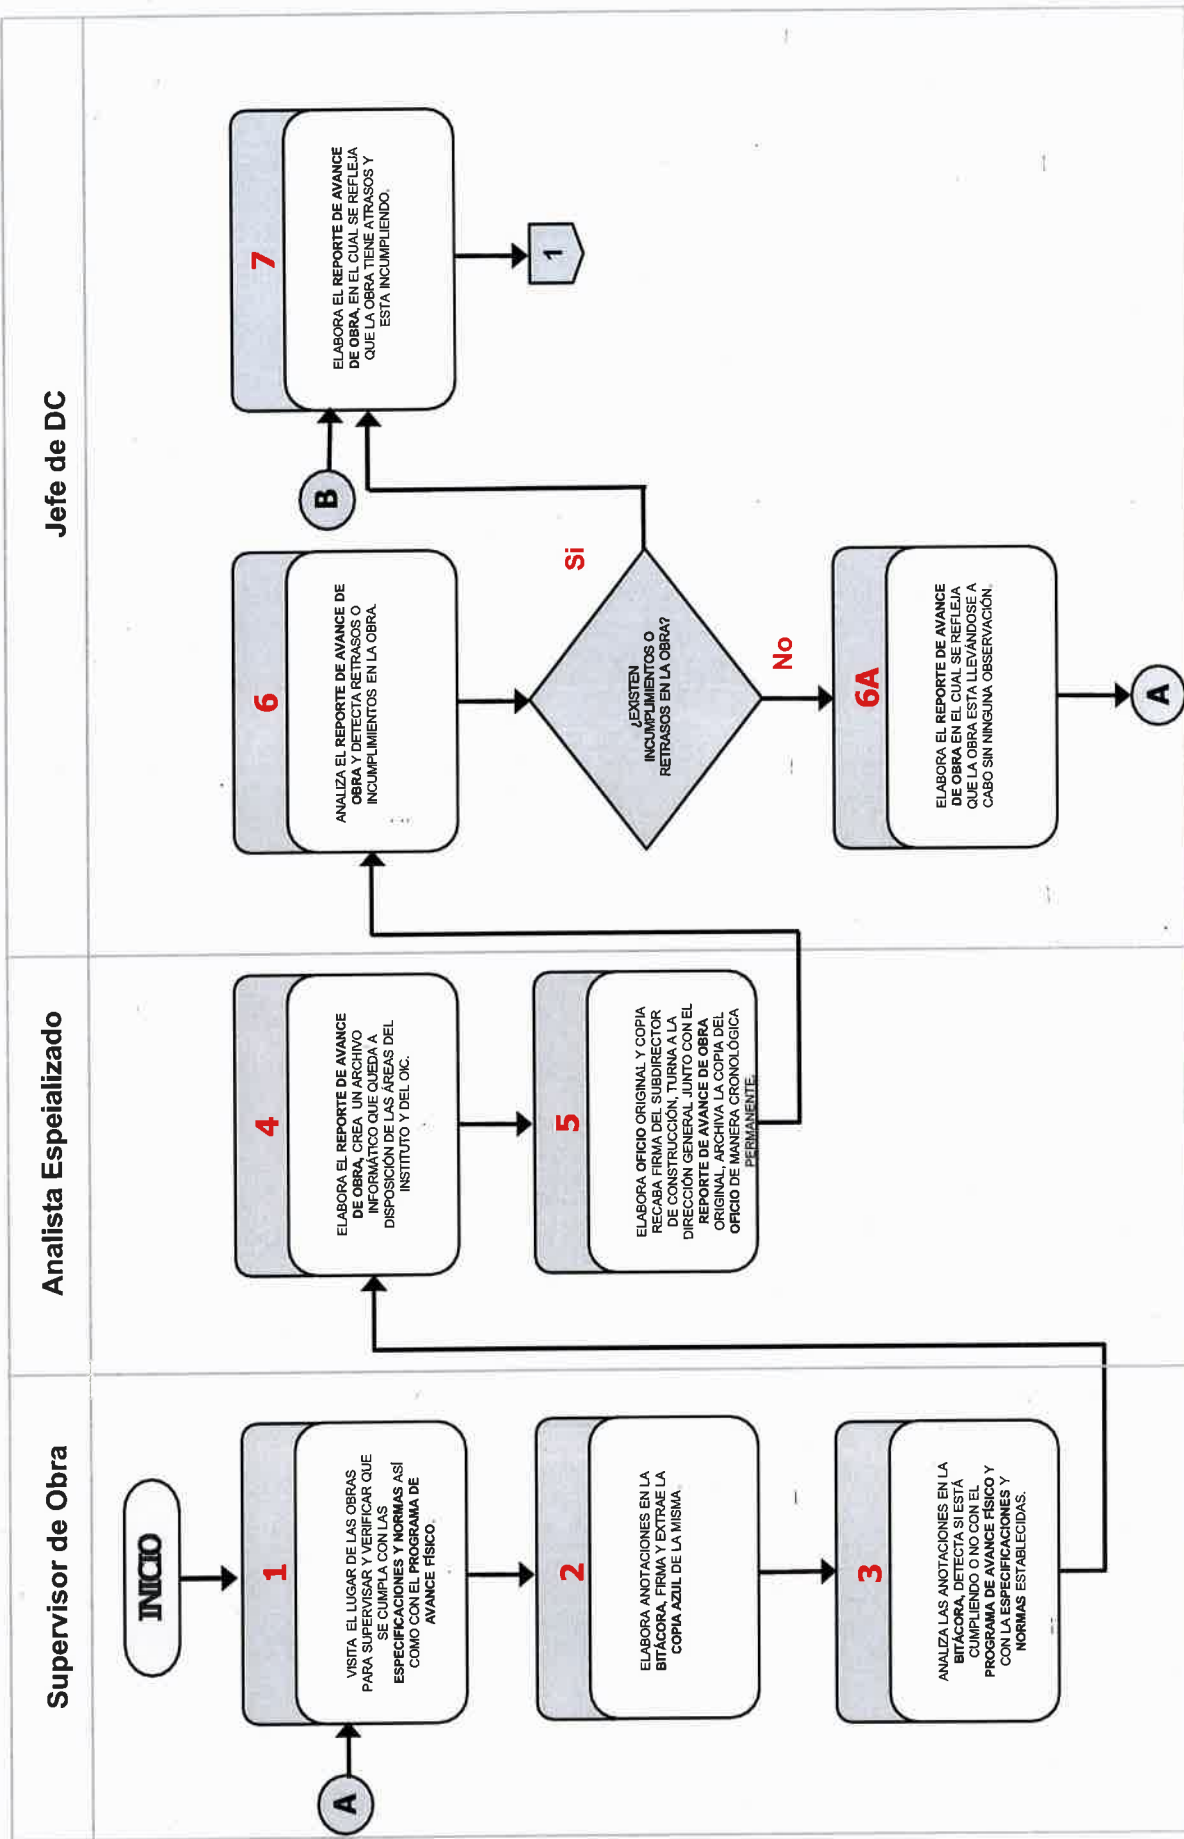 Supervisor de Obra
Analista Espeializado
Jefe de DC
INICIO
A
1
VISITA EL LUGAR DE LAS OBRAS
PARA SUPERVISAR Y VERIFICAR QUE
SE CUMPLA CON LAS
ESPECIFICACIONES Y NORMAS ASÍ
COMO CON EL PROGRAMA DE
AVANCE FÍSICO.
2
ELABORA ANOTACIONES EN LA
BITÁCORA, FIRMA Y EXTRAE LA
COPIA AZUL DE LA MISMA.
3
ANALIZA LAS ANOTACIONES EN LA
BITÁCORA, DETECTA SI ESTÁ
CUMPLIENDO O NO CON EL
PROGRAMA DE AVANCE FÍSICO Y
CON LA ESPECIFICACIONES Y
NORMAS ESTABLECIDAS.
4
ELABORA EL REPORTE DE AVANCE
DE OBRA, CREA UN ARCHIVO
INFORMÁTICO QUE QUEDA A
DISPOSICIÓN DE LAS ÁREAS DEL
INSTITUTO Y DEL OIC.
5
ELABORA OFICIO ORIGINAL Y COPIA
RECABA FIRMA DEL SUBDIRECTOR
DE CONSTRUCCIÓN, TURNA A LA
DIRECCIÓN GENERAL JUNTO CON EL
REPORTE DE AVANCE DE OBRA
ORIGINAL, ARCHIVA LA COPIA DEL
OFICIO DE MANERA CRONOLÓGICA
PERMANENTE.
6
ANALIZA EL REPORTE DE AVANCE DE
OBRA Y DETECTA RETRASOS O
INCUMPLIMIENTOS EN LA OBRA.
¿EXISTEN
INCUMPLIMIENTOS O
RETRASOS EN LA OBRA?
Si
No
6A
ELABORA EL REPORTE DE AVANCE
DE OBRA EN EL CUAL SE REFLEJA
QUE LA OBRA ESTA LLEVÁNDOSE A
CABO SIN NINGUNA OBSERVACIÓN.
A
B
7
ELABORA EL REPORTE DE AVANCE
DE OBRA, EN EL CUAL SE REFLEJA
QUE LA OBRA TIENE ATRASOS Y
ESTA INCUMPLIENDO.
1